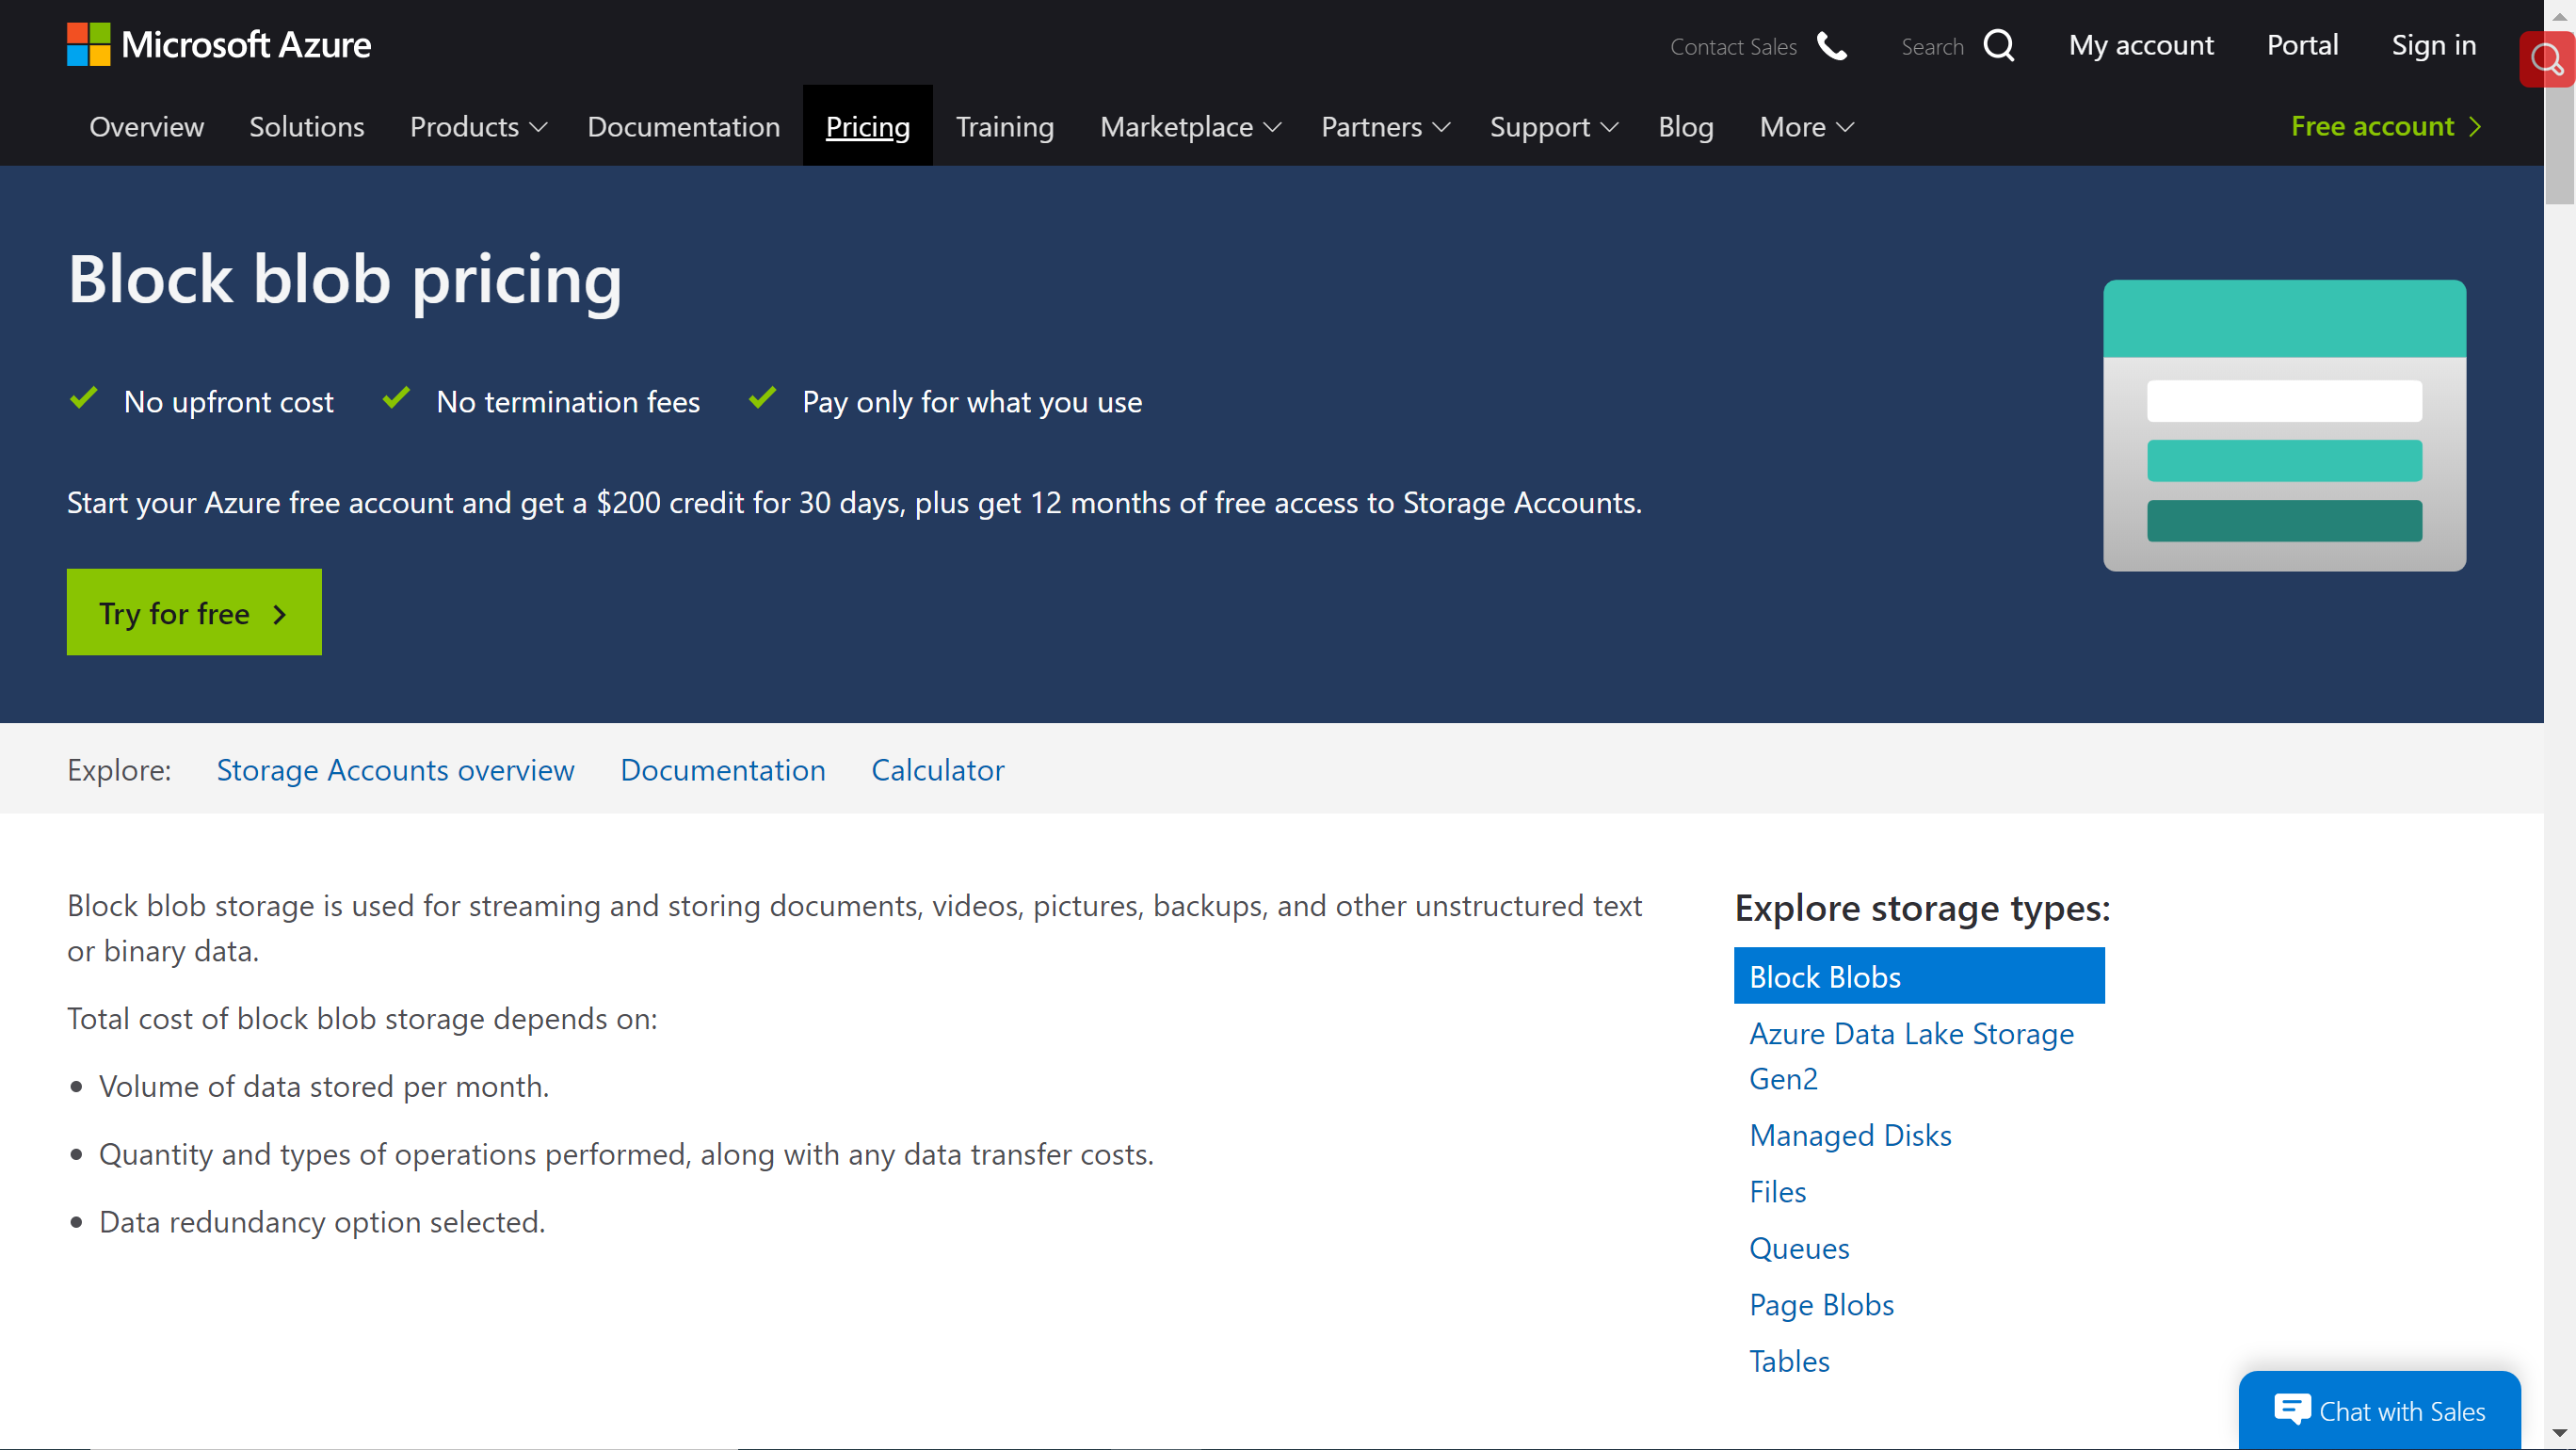 Microsoft Azure
Contact Sales
Search
My account
Portal
Sign in
Overview
Solutions
Products
Documentation
Pricing
Training
Marketplace
Partners
Support
Blog
More
Free account
Block blob pricing
No upfront cost
No termination fees
Pay only for what you use
Start your Azure free account and get a $200 credit for 30 days, plus get 12 months of free access to Storage Accounts.
Try for free
Explore:
Storage Accounts overview
Documentation
Calculator
Block blob storage is used for streaming and storing documents, videos, pictures, backups, and other unstructured text
or binary data.
Total cost of block blob storage depends on:
• Volume of data stored per month.
• Quantity and types of operations performed, along with any data transfer costs.
• Data redundancy option selected.
Explore storage types:
Block Blobs
Azure Data Lake Storage
Gen2
Managed Disks
Files
Queues
Page Blobs
Tables
Chat with Sales